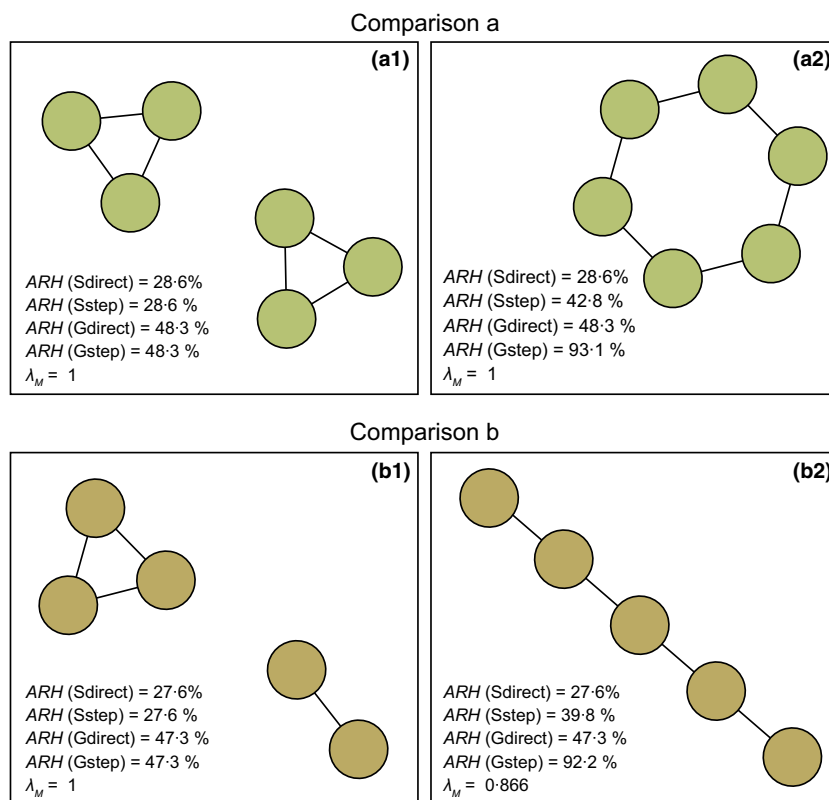 Comparison a
(a1)
ARH (Sdirect) = 28·6%
ARH (Sstep) = 28·6 %
ARH (Gdirect) = 48·3 %
ARH (Gstep) = 48·3 %
λM = 1
(a2)
ARH (Sdirect) = 28·6%
ARH (Sstep) = 42·8 %
ARH (Gdirect) = 48·3 %
ARH (Gstep) = 93·1 %
λM = 1
Comparison b
(b1)
ARH (Sdirect) = 27·6%
ARH (Sstep) = 27·6 %
ARH (Gdirect) = 47·3 %
ARH (Gstep) = 47·3 %
λM = 1
(b2)
ARH (Sdirect) = 27·6%
ARH (Sstep) = 39·8 %
ARH (Gdirect) = 47·3 %
ARH (Gstep) = 92·2 %
λM = 0·866